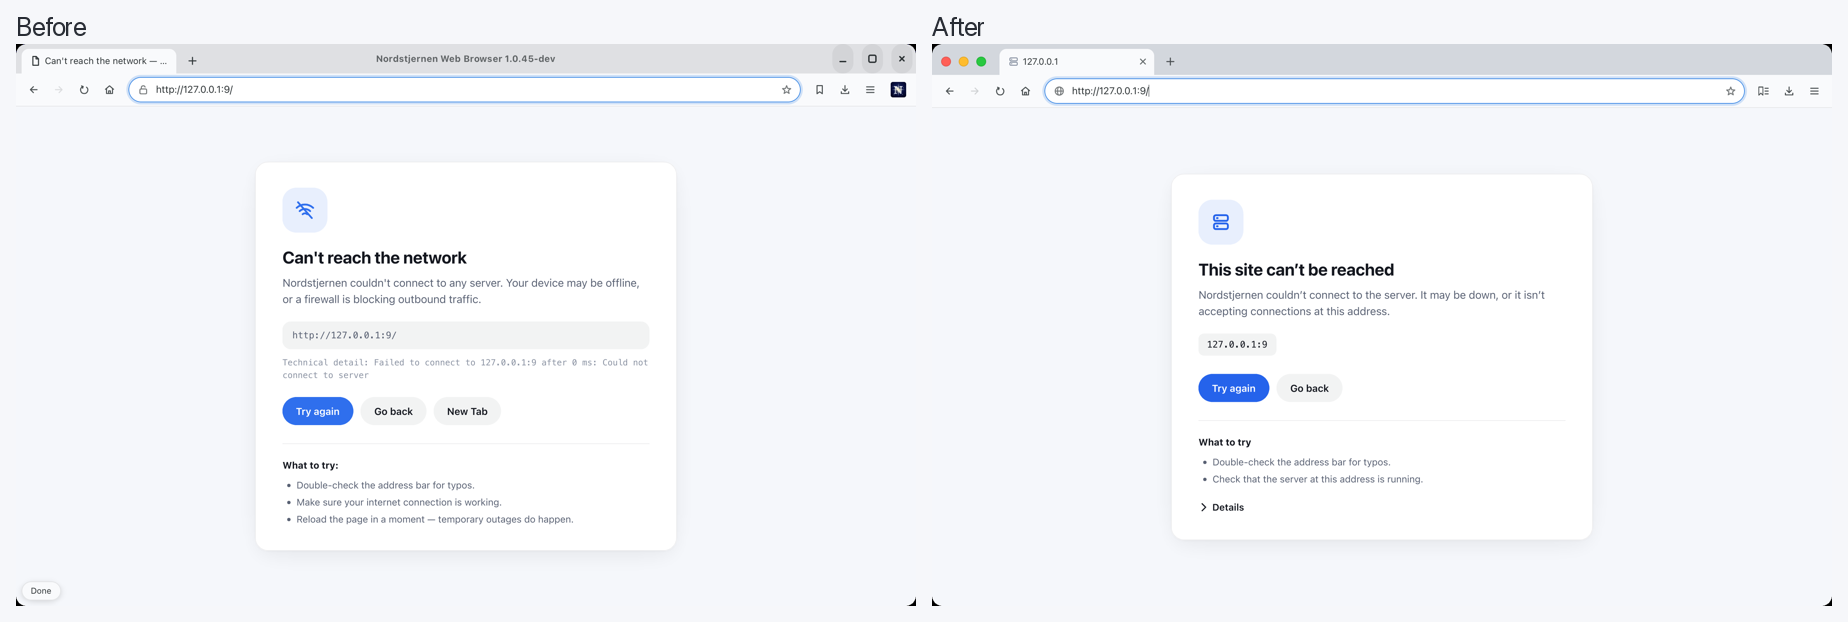 Before
Can't reach the network — ...
Nordstjernen Web Browser 1.0.45-dev
http://127.0.0.1:9/
N
Can't reach the network
Nordstjernen couldn't connect to any server. Your device may be offline,
or a firewall is blocking outbound traffic.
http://127.0.0.1:9/
Technical detail: Failed to connect to 127.0.0.1:9 after 0 ms: Could not
connect to server
Try again
Go back
New Tab
What to try:
• Double-check the address bar for typos.
• Make sure your internet connection is working.
• Reload the page in a moment — temporary outages do happen.
Done
After
127.0.0.1
http://127.0.0.1:9/
This site can’t be reached
Nordstjernen couldn’t connect to the server. It may be down, or it isn’t
accepting connections at this address.
127.0.0.1:9
Try again
Go back
What to try
• Double-check the address bar for typos.
• Check that the server at this address is running.
Details